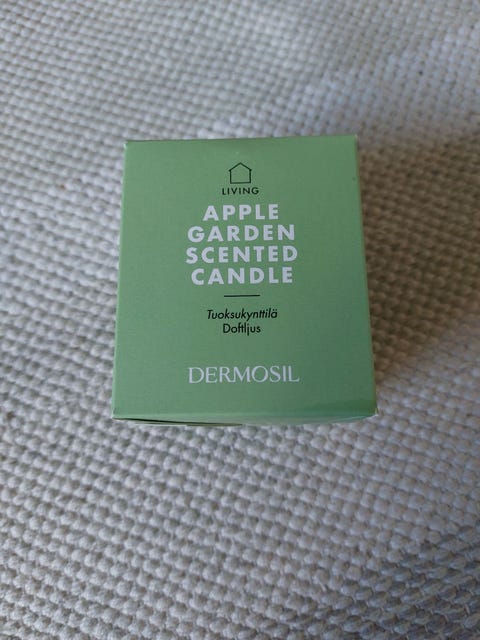 LIVING
APPLE
GARDEN
SCENTED
CANDLE
Tuoksukynttilä
Doftljus
DERMOSIL